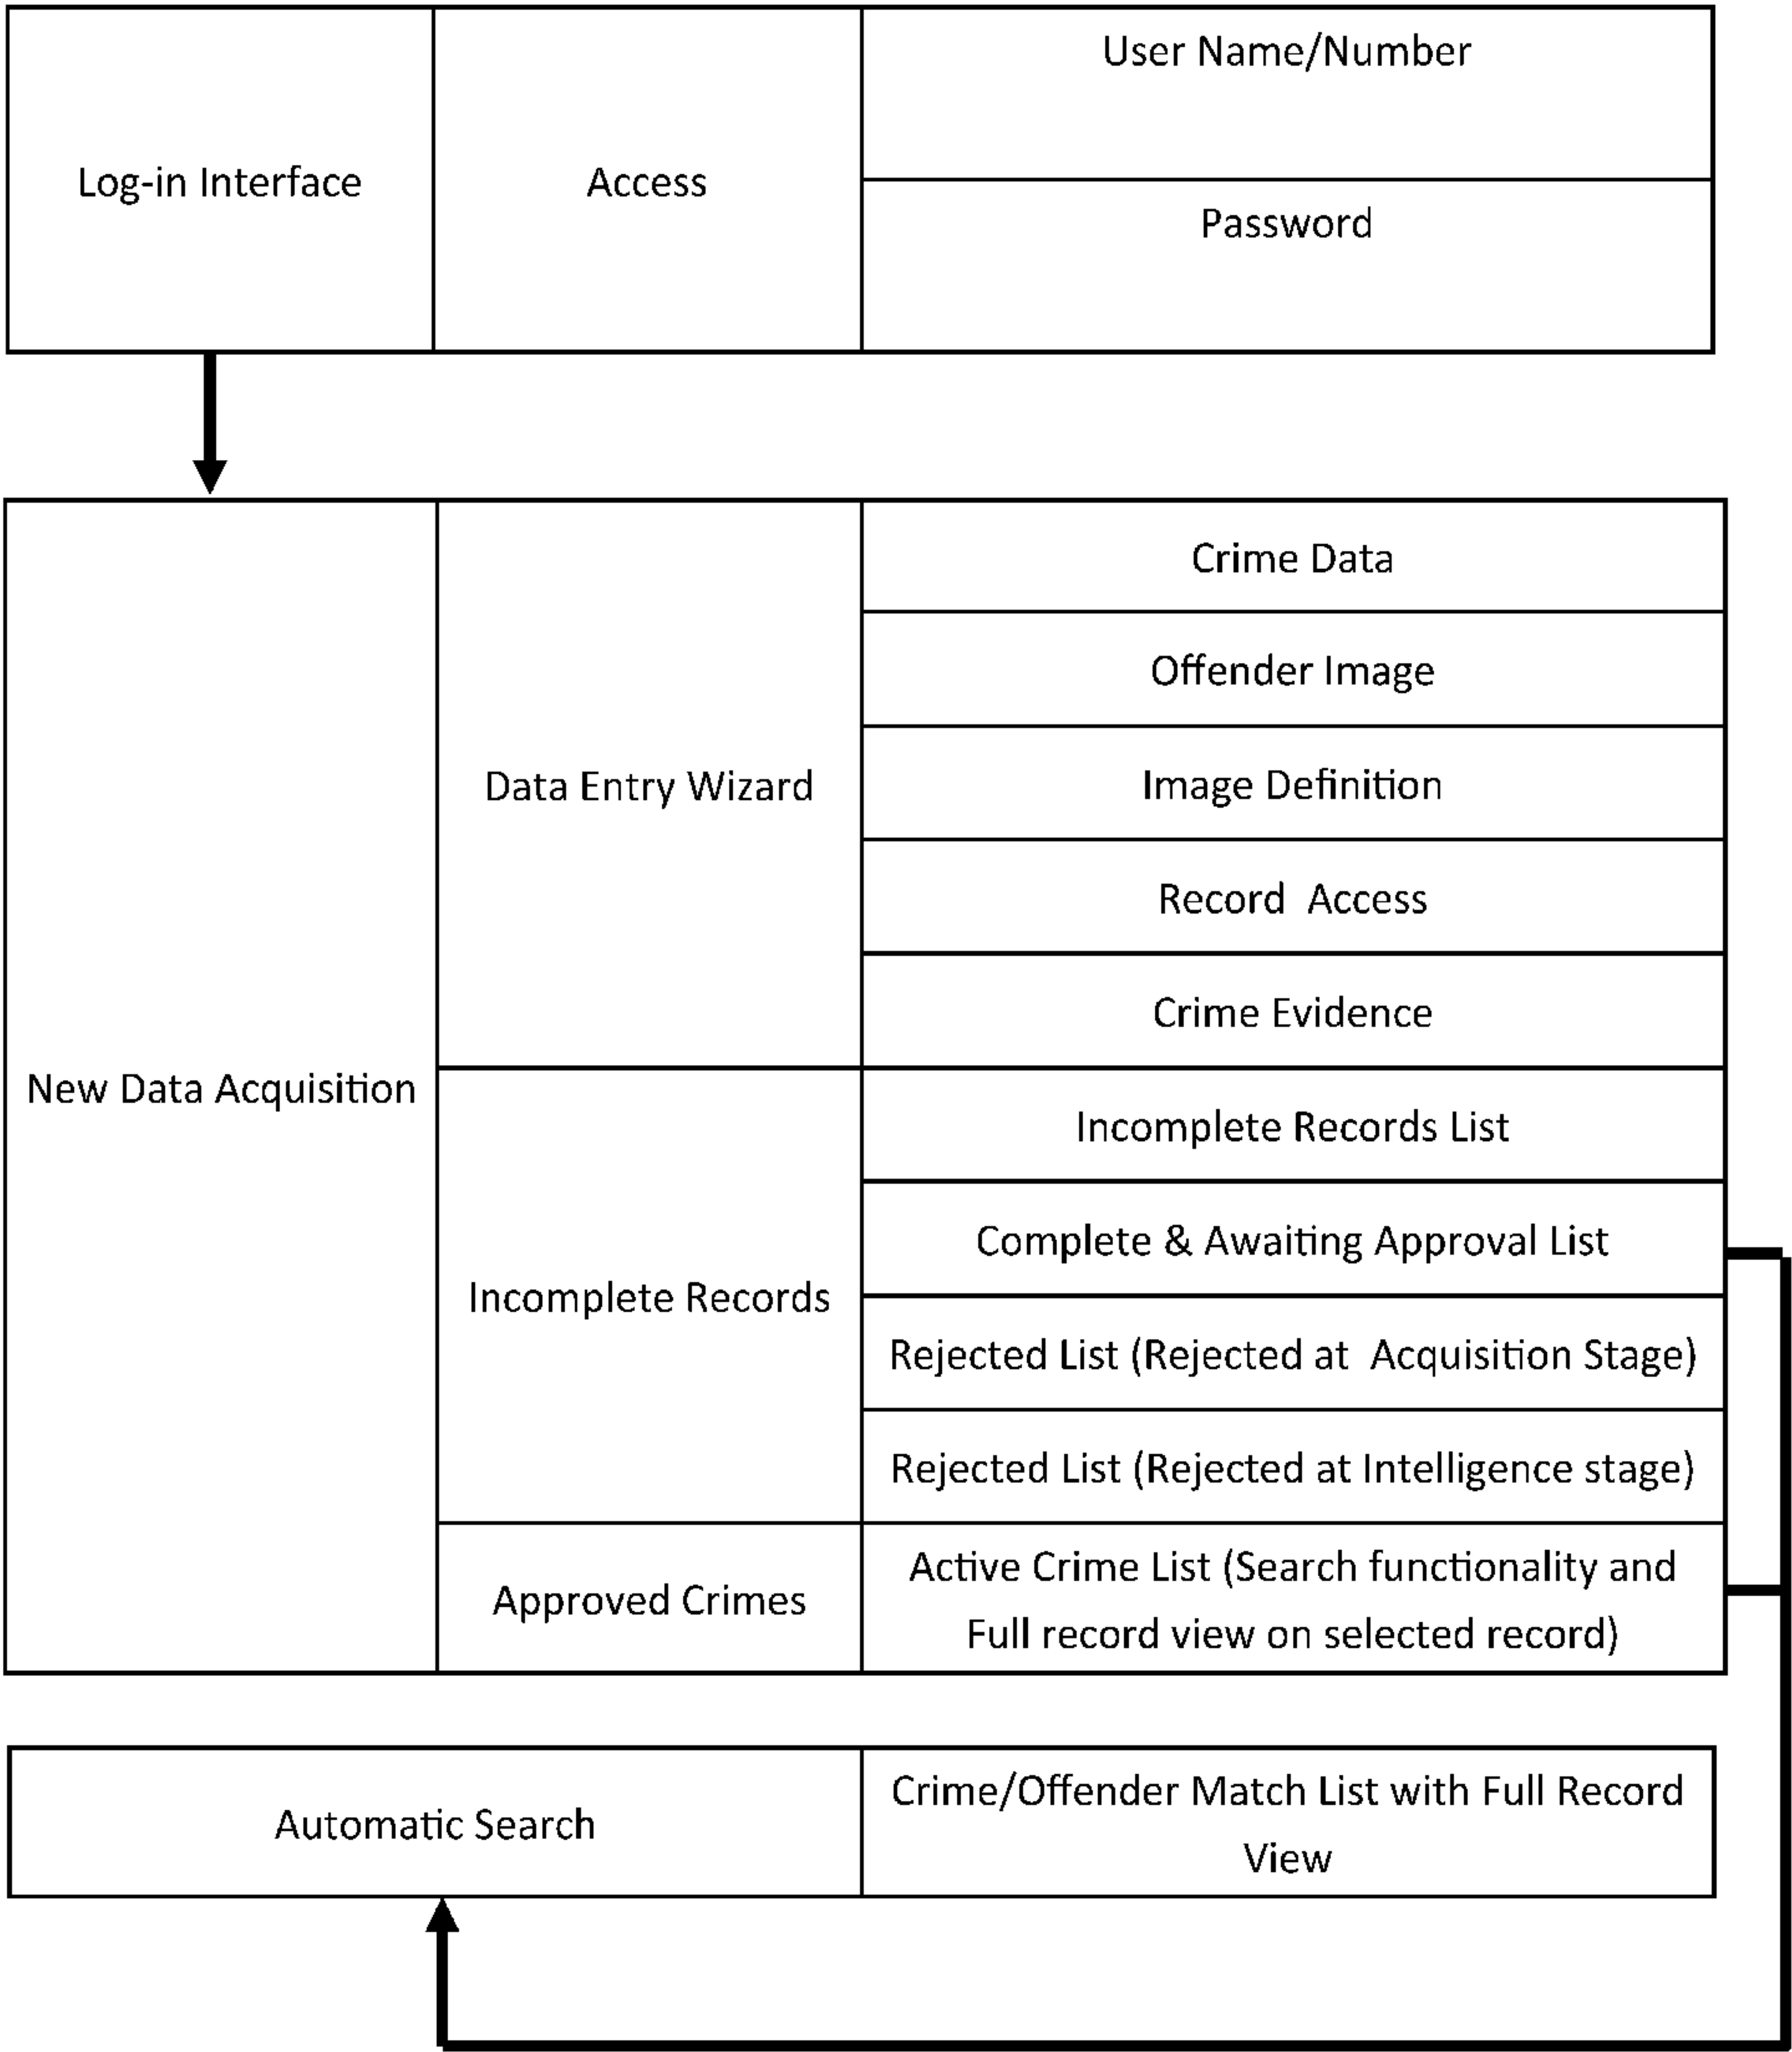 User Name/Number
Log-in Interface
Access
Password
Crime Data
Offender Image
Data Entry Wizard
Image Definition
Record  Access
Crime Evidence
New Data Acquisition
Incomplete Records List
Complete & Awaiting Approval List
Incomplete Records
Rejected List (Rejected at  Acquisition Stage)
Rejected List (Rejected at Intelligence stage)
Approved Crimes
Active Crime List (Search functionality and
Full record view on selected record)
Automatic Search
Crime/Offender Match List with Full Record
View